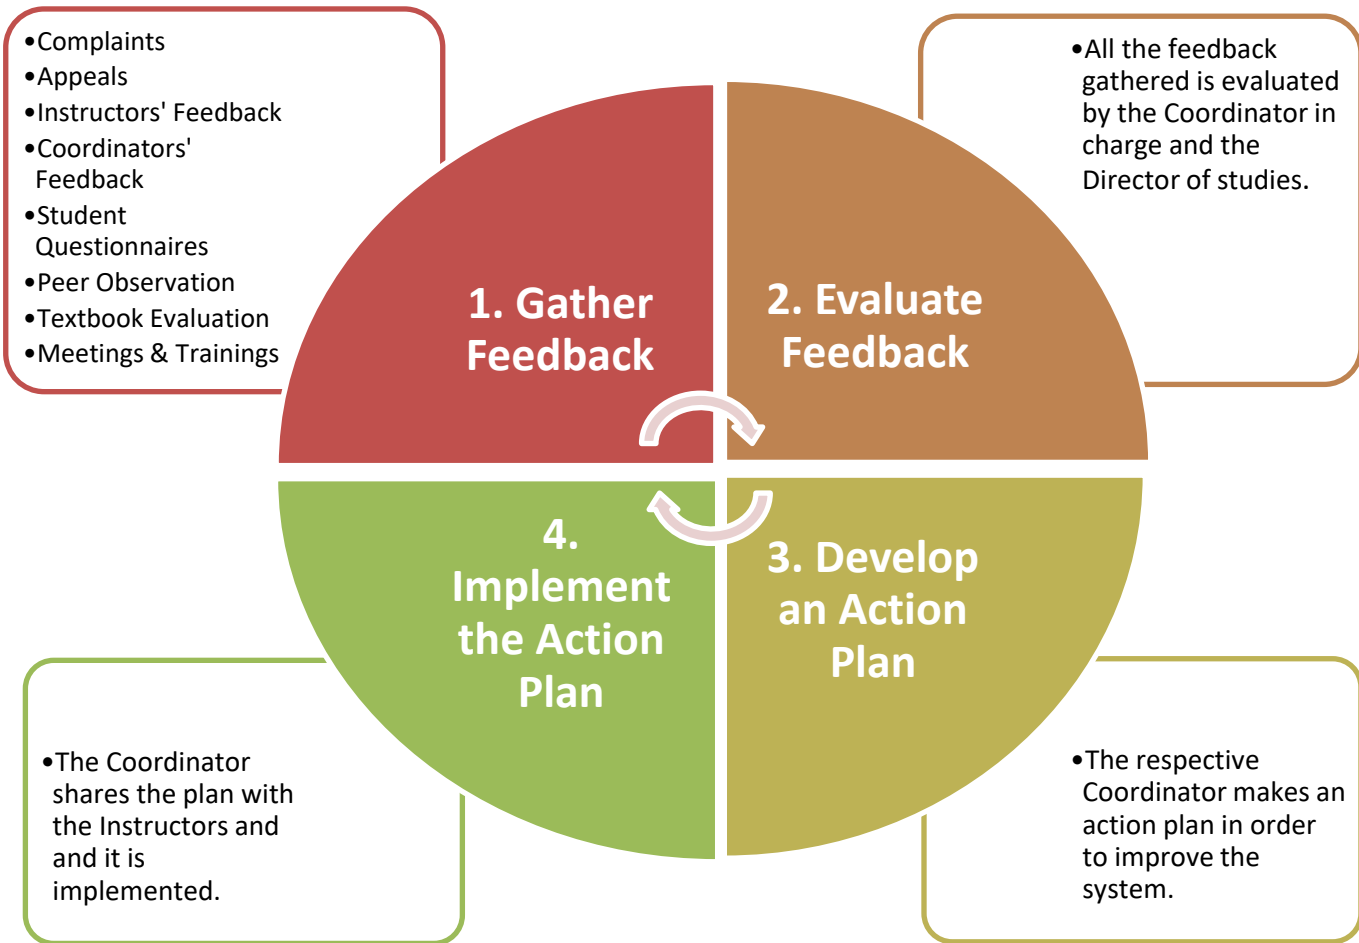 •Complaints
•Appeals
•Instructors' Feedback
•Coordinators'
Feedback
•Student
Questionnaires
•Peer Observation
•Textbook Evaluation
•Meetings & Trainings
•All the feedback
gathered is evaluated
by the Coordinator in
charge and the
Director of studies.
1. Gather
Feedback
2. Evaluate
Feedback
3. Develop
an Action
Plan
4.
Implement
the Action
Plan
•The respective
Coordinator makes an
action plan in order
to improve the
system.
•The Coordinator
shares the plan with
the Instructors and
and it is
implemented.